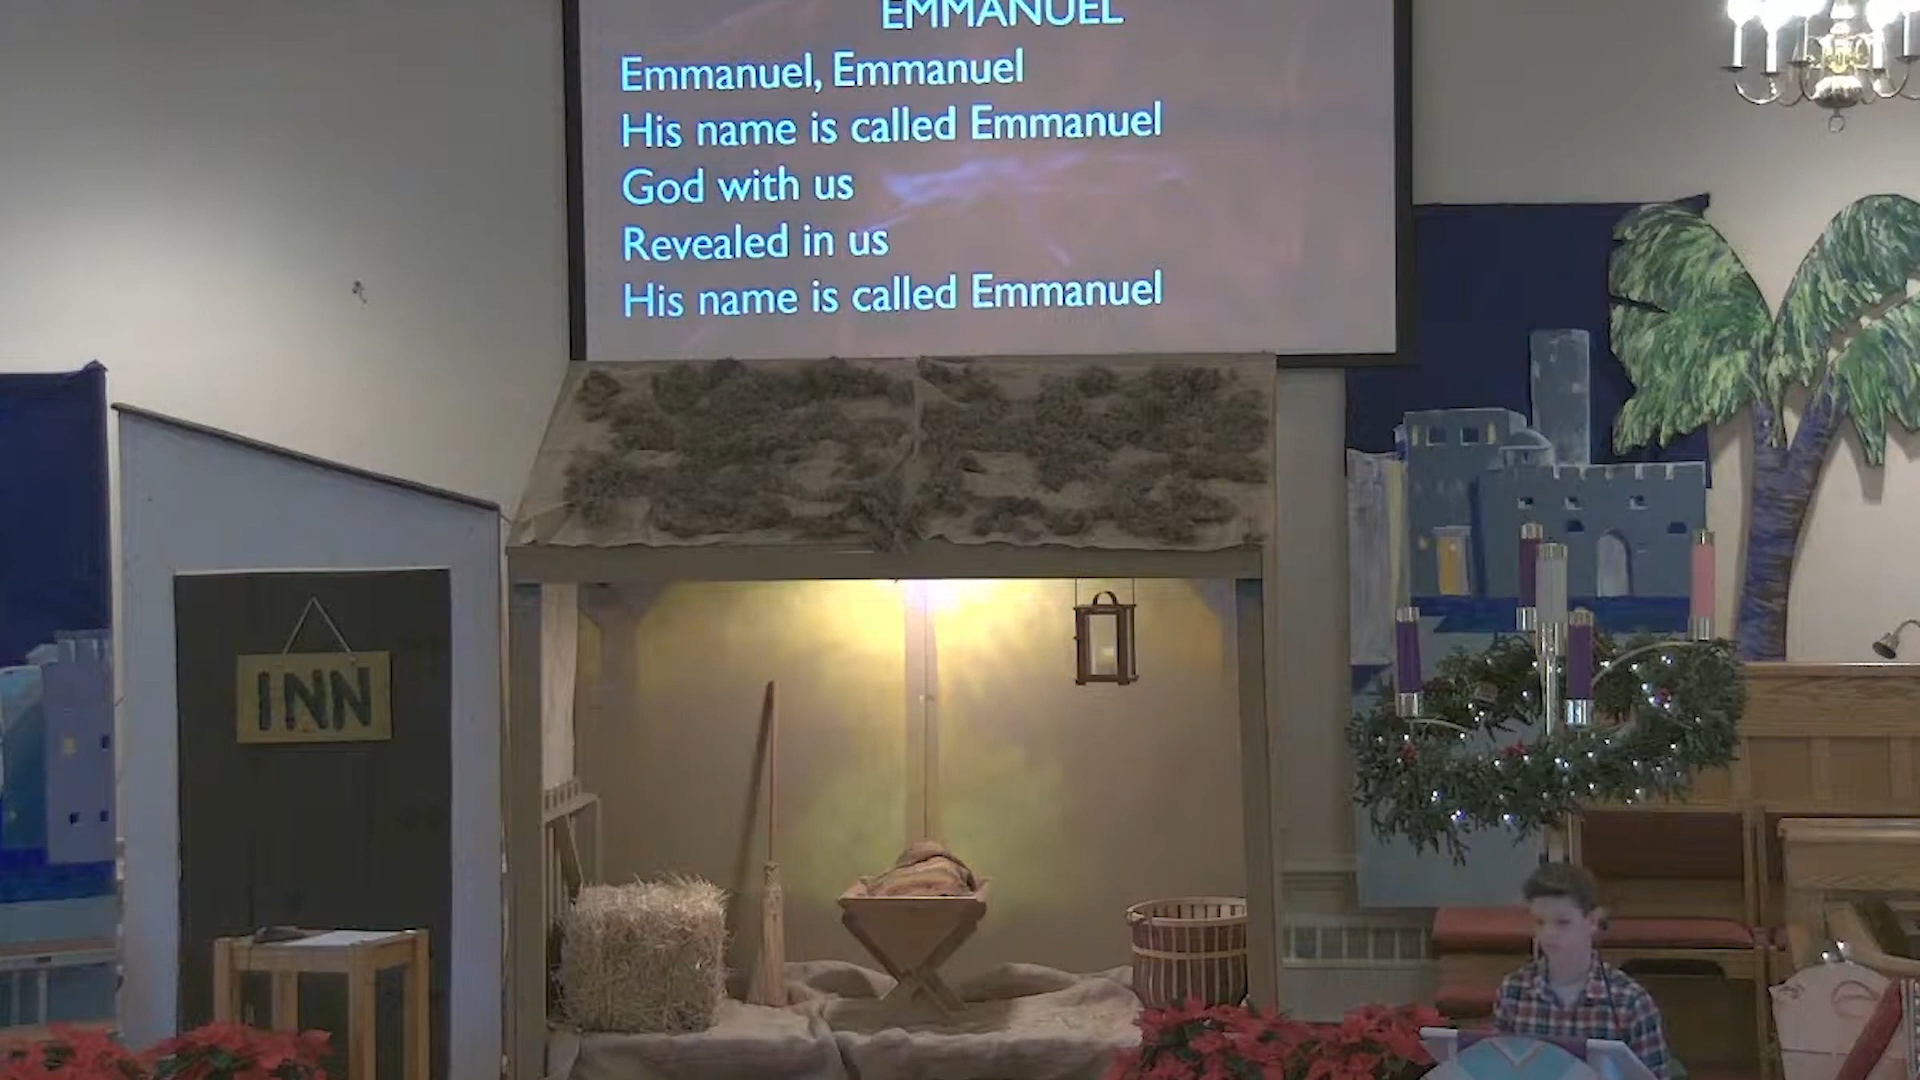 EMMANUEL
Emmanuel, Emmanuel
His name is called Emmanuel
God with us
Revealed in us
His name is called Emmanuel
INN